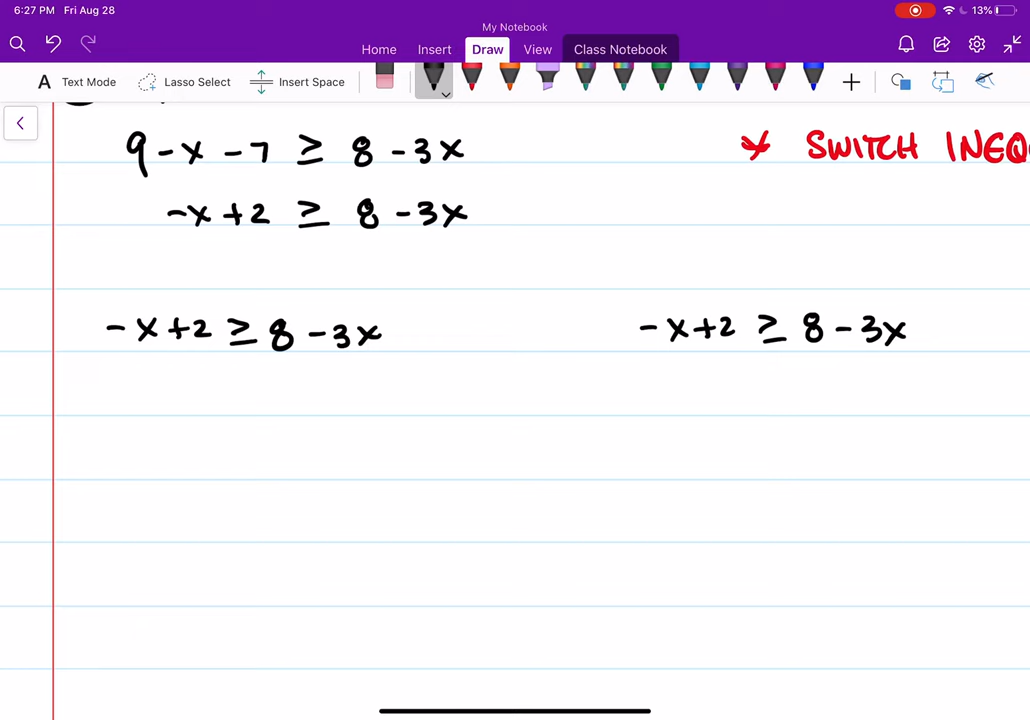 6:27 PM Fri Aug 28 13%
My Notebook
Home Insert Draw View Class Notebook
A Text Mode Lasso Select Insert Space
9 - x - 7 ≥ 8 - 3x
* SWITCH INEQ
-x + 2 ≥ 8 - 3x
-x + 2 ≥ 8 - 3x
-x + 2 ≥ 8 - 3x